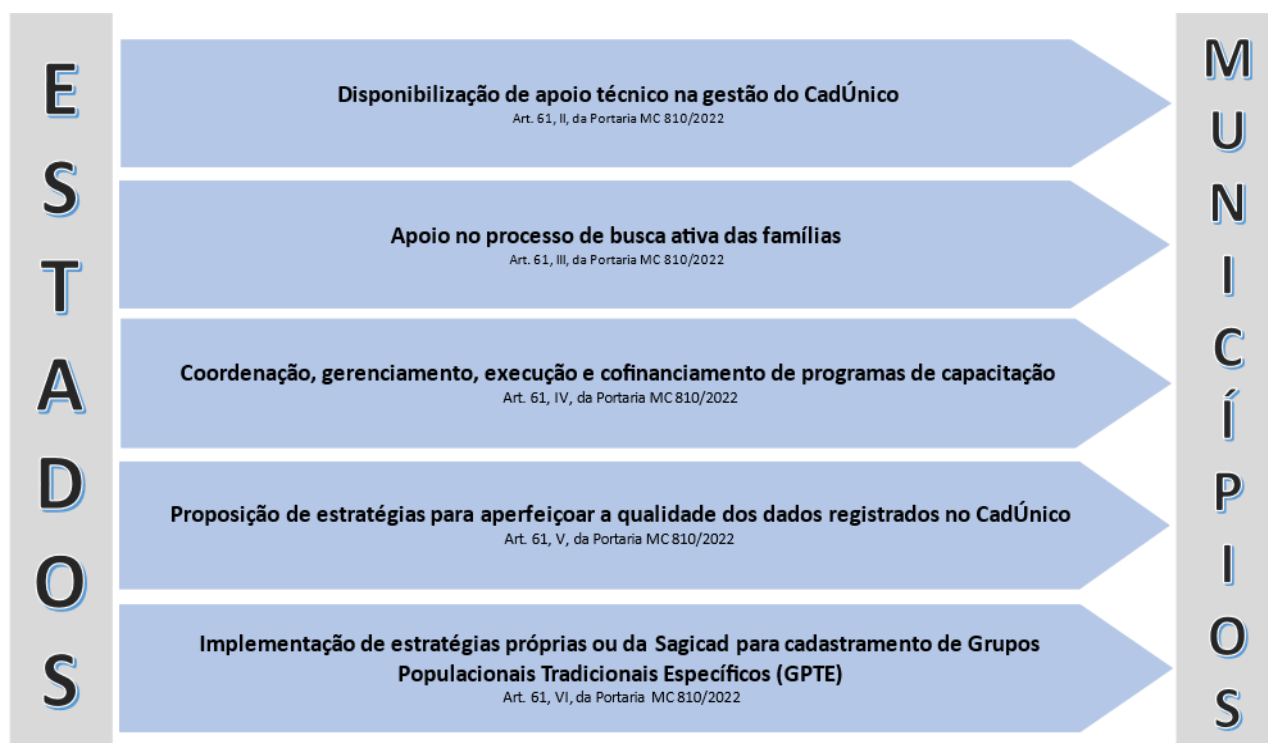 ESTADOS
Disponibilização de apoio técnico na gestão do CadÚnico
Art. 61, II, da Portaria MC 810/2022
Apoio no processo de busca ativa das famílias
Art. 61, III, da Portaria MC 810/2022
Coordenação, gerenciamento, execução e cofinanciamento de programas de capacitação
Art. 61, IV, da Portaria MC 810/2022
Proposição de estratégias para aperfeiçoar a qualidade dos dados registrados no CadÚnico
Art. 61, V, da Portaria MC 810/2022
Implementação de estratégias próprias ou da Sagicad para cadastramento de Grupos
Populacionais Tradicionais Específicos (GPTE)
Art. 61, VI, da Portaria MC 810/2022
MUNICÍPIOS